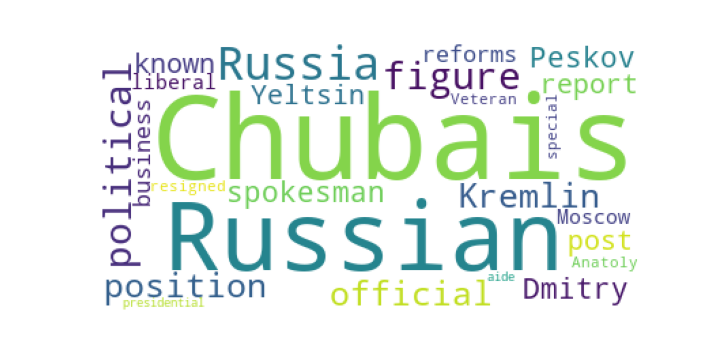 known
Russia
figure
reforms
Peskov
liberal
Yeltsin
Veteran
report
political
business
Chubais
special
resigned
spokesman
Kremlin
Russian
Moscow
post
Anatoly
position
official
aide
Dmitry
presidential